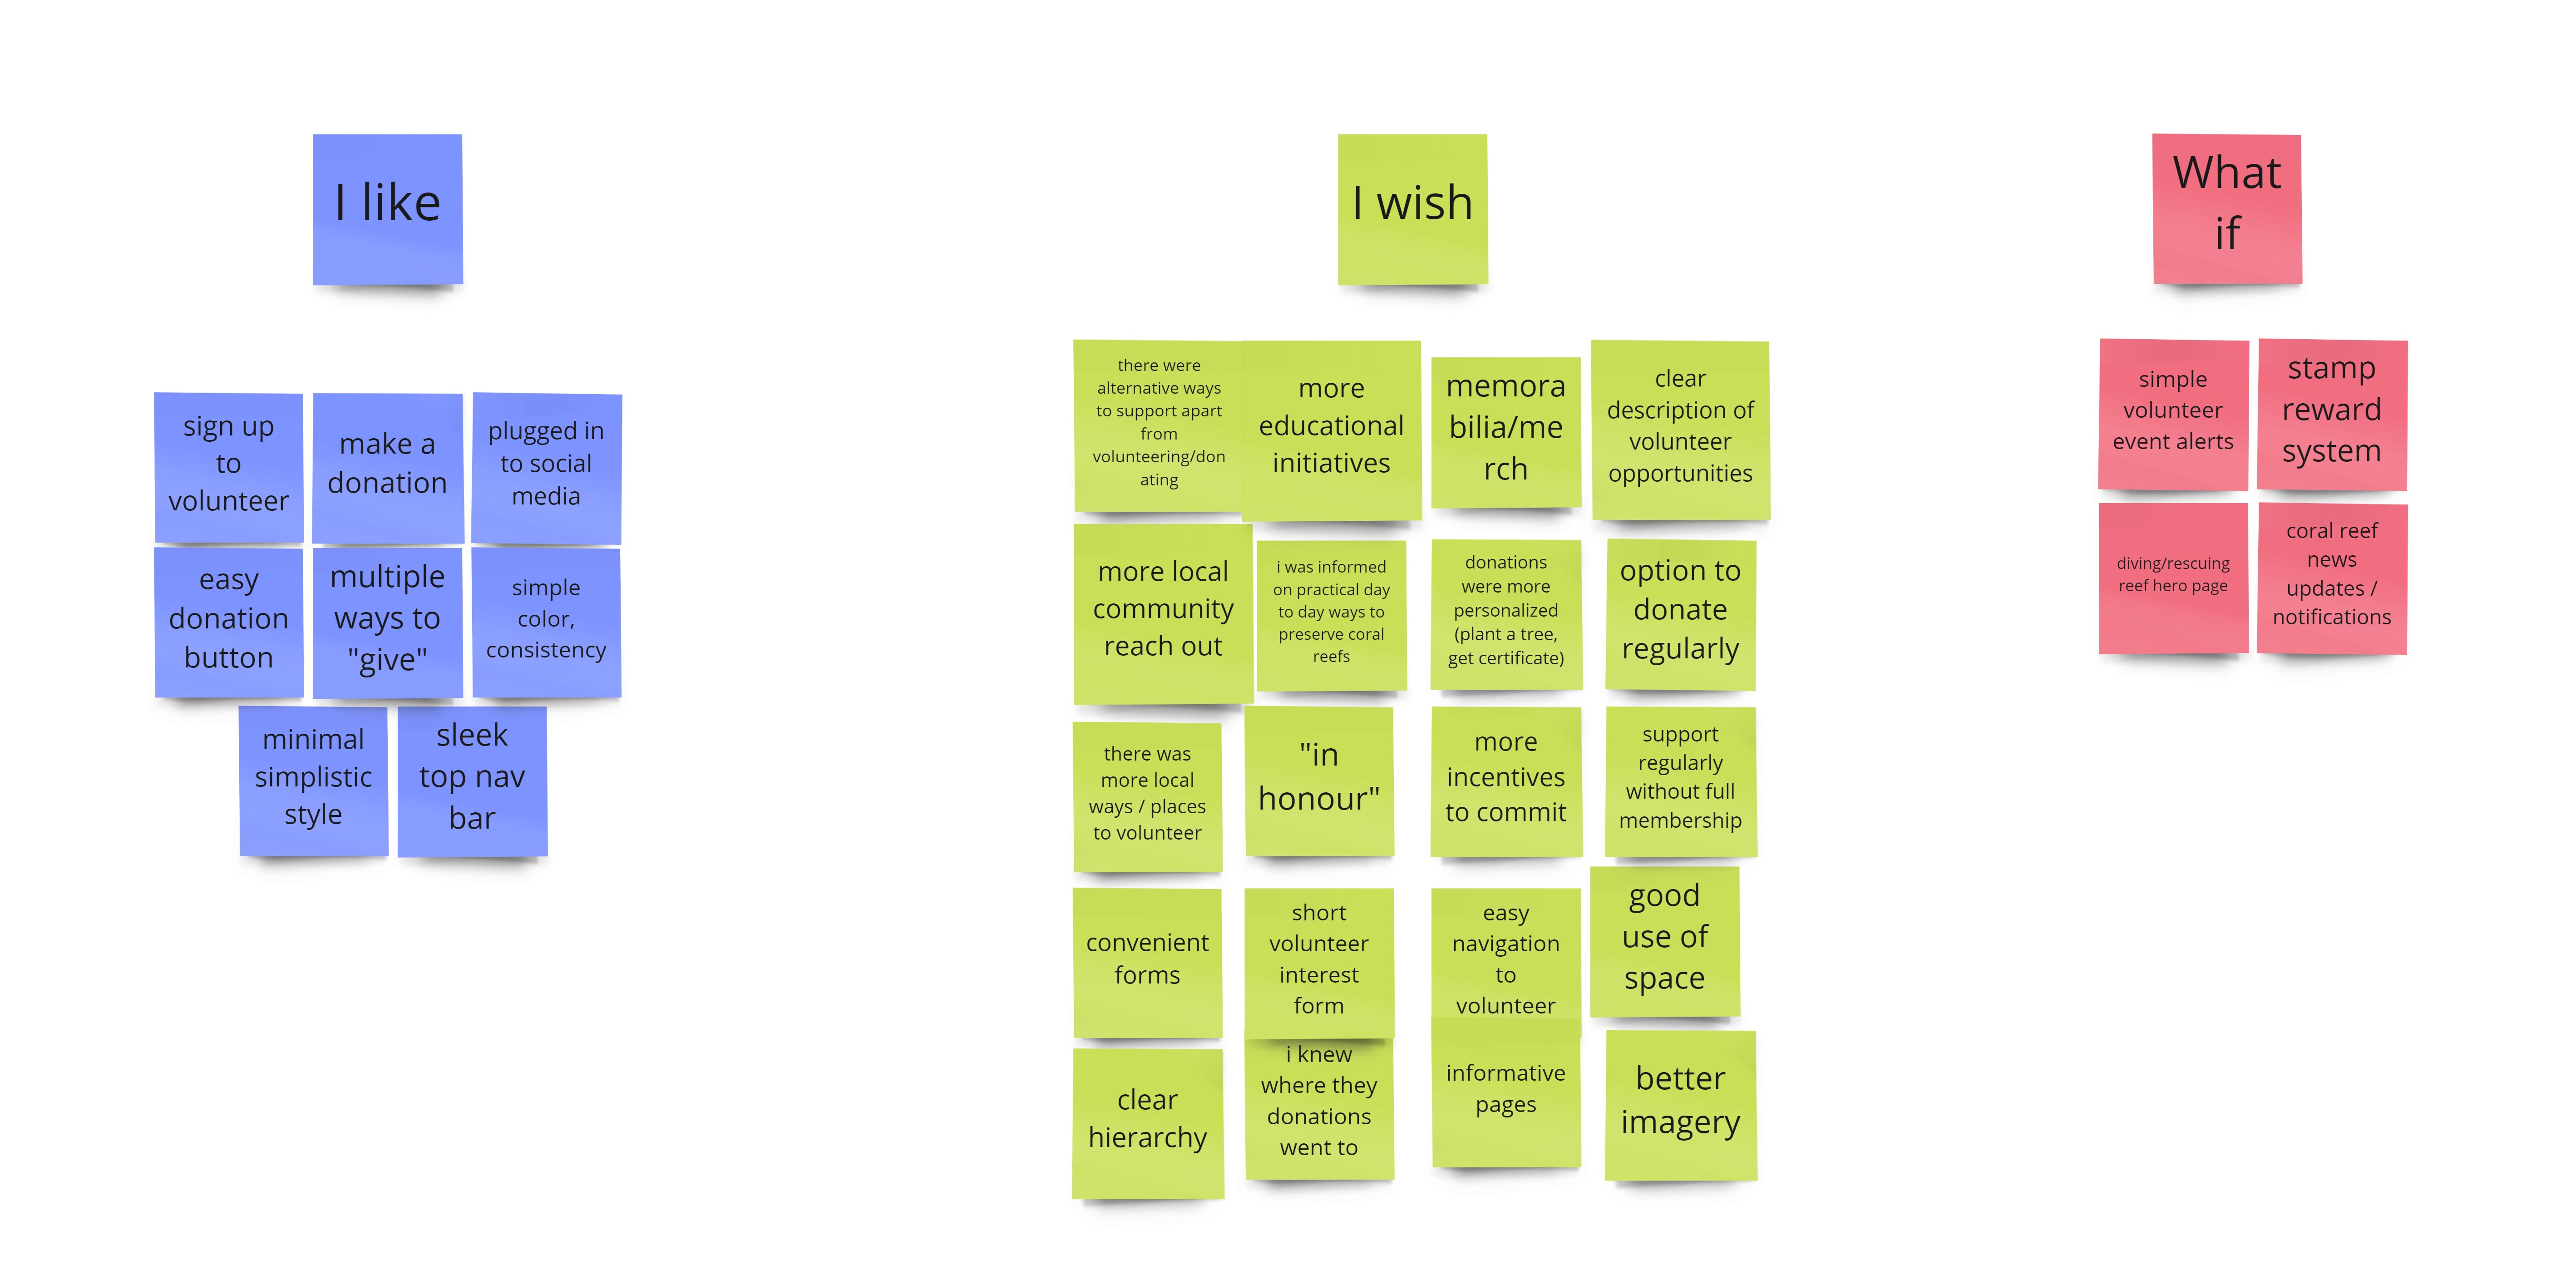 I like
sign up
to
volunteer
make a
donation
plugged in
to social
media
easy
donation
button
multiple
ways to
"give"
simple
color,
consistency
minimal
simplistic
style
sleek
top nav
bar
I wish
there were
alternative ways
to support apart
from
volunteering/don
ating
more
educational
initiatives
memora
bilia/me
rch
clear
description of
volunteer
opportunities
more local
community
reach out
i was informed
on practical day
to day ways to
preserve coral
reefs
donations
were more
personalized
(plant a tree,
get certificate)
option to
donate
regularly
there was
more local
ways / places
to volunteer
"in
honour"
more
incentives
to commit
support
regularly
without full
membership
convenient
forms
short
volunteer
interest
form
easy
navigation
to
volunteer
good
use of
space
clear
hierarchy
i knew
where they
donations
went to
informative
pages
better
imagery
What
if
simple
volunteer
event alerts
stamp
reward
system
diving/rescuing
reef hero page
coral reef
news
updates /
notifications